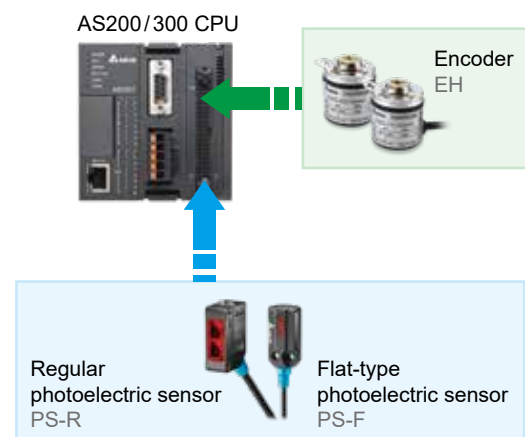 AS200/300 CPU
Encoder
EH
Regular
photoelectric sensor
PS-R
Flat-type
photoelectric sensor
PS-F